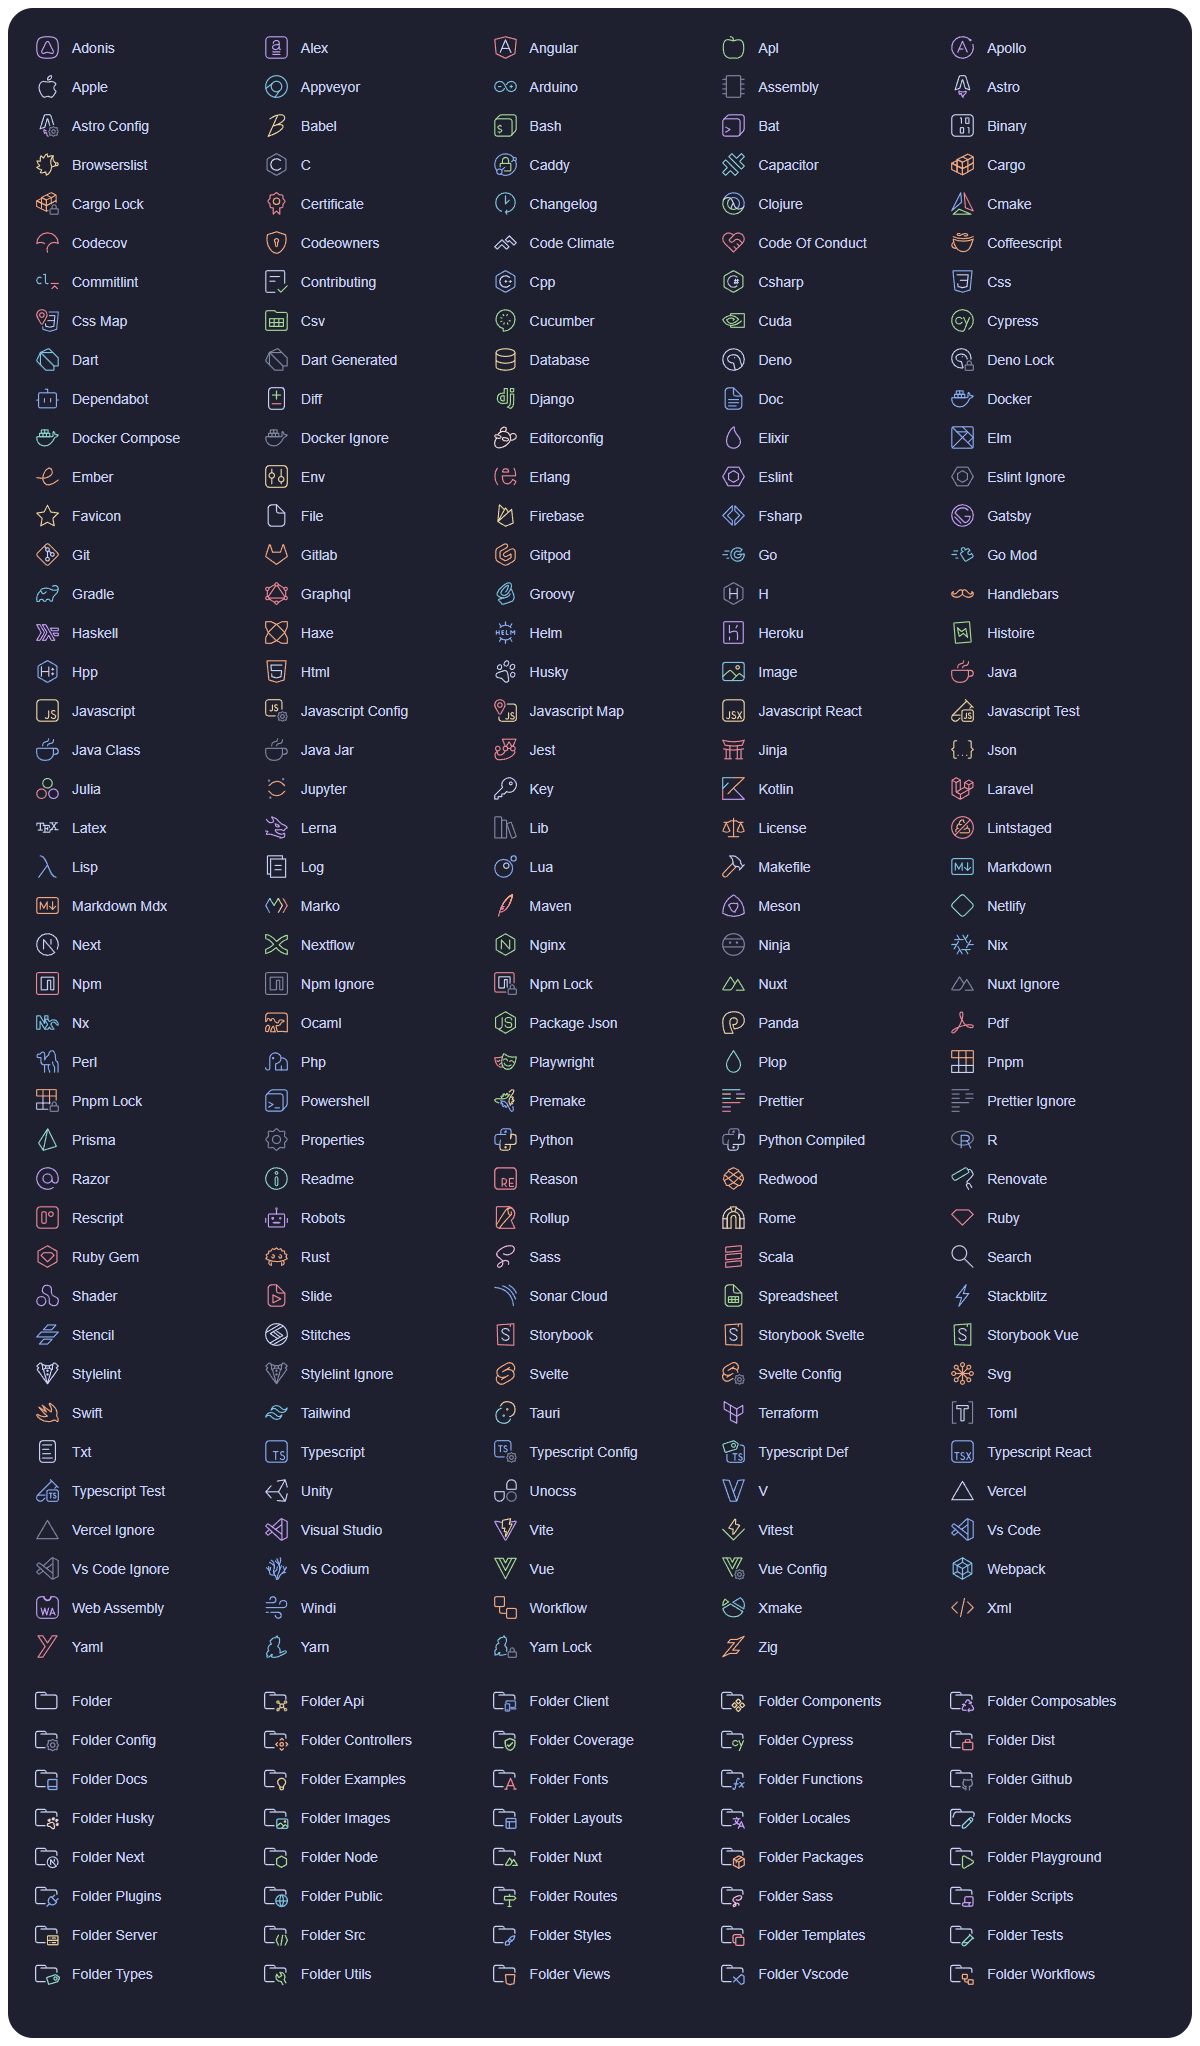 Adonis Alex Angular Apl Apollo
Apple Appveyor Arduino Assembly Astro
Astro Config Babel Bash Bat Binary
Browserslist C Caddy Capacitor Cargo
Cargo Lock Certificate Changelog Clojure Cmake
Codecov Codeowners Code Climate Code Of Conduct Coffeescript
Commitlint Contributing Cpp Csharp Css
Css Map Csv Cucumber Cuda Cypress
Dart Dart Generated Database Deno Deno Lock
Dependabot Diff Django Doc Docker
Docker Compose Docker Ignore Editorconfig Elixir Elm
Ember Env Erlang Eslint Eslint Ignore
Favicon File Firebase Fsharp Gatsby
Git Gitlab Gitpod Go Go Mod
Gradle Graphql Groovy H Handlebars
Haskell Haxe Helm Heroku Histoire
Hpp Html Husky Image Java
Javascript Javascript Config Javascript Map Javascript React Javascript Test
Java Class Java Jar Jest Jinja Json
Julia Jupyter Key Kotlin Laravel
Latex Lerna Lib License Lintstaged
Lisp Log Lua Makefile Markdown
Markdown Mdx Marko Maven Meson Netlify
Next Nextflow Nginx Ninja Nix
Npm Npm Ignore Npm Lock Nuxt Nuxt Ignore
Nx Ocaml Package Json Panda Pdf
Perl Php Playwright Plop Pnpm
Pnpm Lock Powershell Premake Prettier Prettier Ignore
Prisma Properties Python Python Compiled R
Razor Readme Reason Redwood Renovate
Rescript Robots Rollup Rome Ruby
Ruby Gem Rust Sass Scala Search
Shader Slide Sonar Cloud Spreadsheet Stackblitz
Stencil Stitches Storybook Storybook Svelte Storybook Vue
Stylelint Stylelint Ignore Svelte Svelte Config Svg
Swift Tailwind Tauri Terraform Toml
Txt Typescript Typescript Config Typescript Def Typescript React
Typescript Test Unity Unocss V Vercel
Vercel Ignore Visual Studio Vite Vitest Vs Code
Vs Code Ignore Vs Codium Vue Vue Config Webpack
Web Assembly Windi Workflow Xmake Xml
Yaml Yarn Yarn Lock Zig
Folder Folder Api Folder Client Folder Components Folder Composables
Folder Config Folder Controllers Folder Coverage Folder Cypress Folder Dist
Folder Docs Folder Examples Folder Fonts Folder Functions Folder Github
Folder Husky Folder Images Folder Layouts Folder Locales Folder Mocks
Folder Next Folder Node Folder Nuxt Folder Packages Folder Playground
Folder Plugins Folder Public Folder Routes Folder Sass Folder Scripts
Folder Server Folder Src Folder Styles Folder Templates Folder Tests
Folder Types Folder Utils Folder Views Folder Vscode Folder Workflows